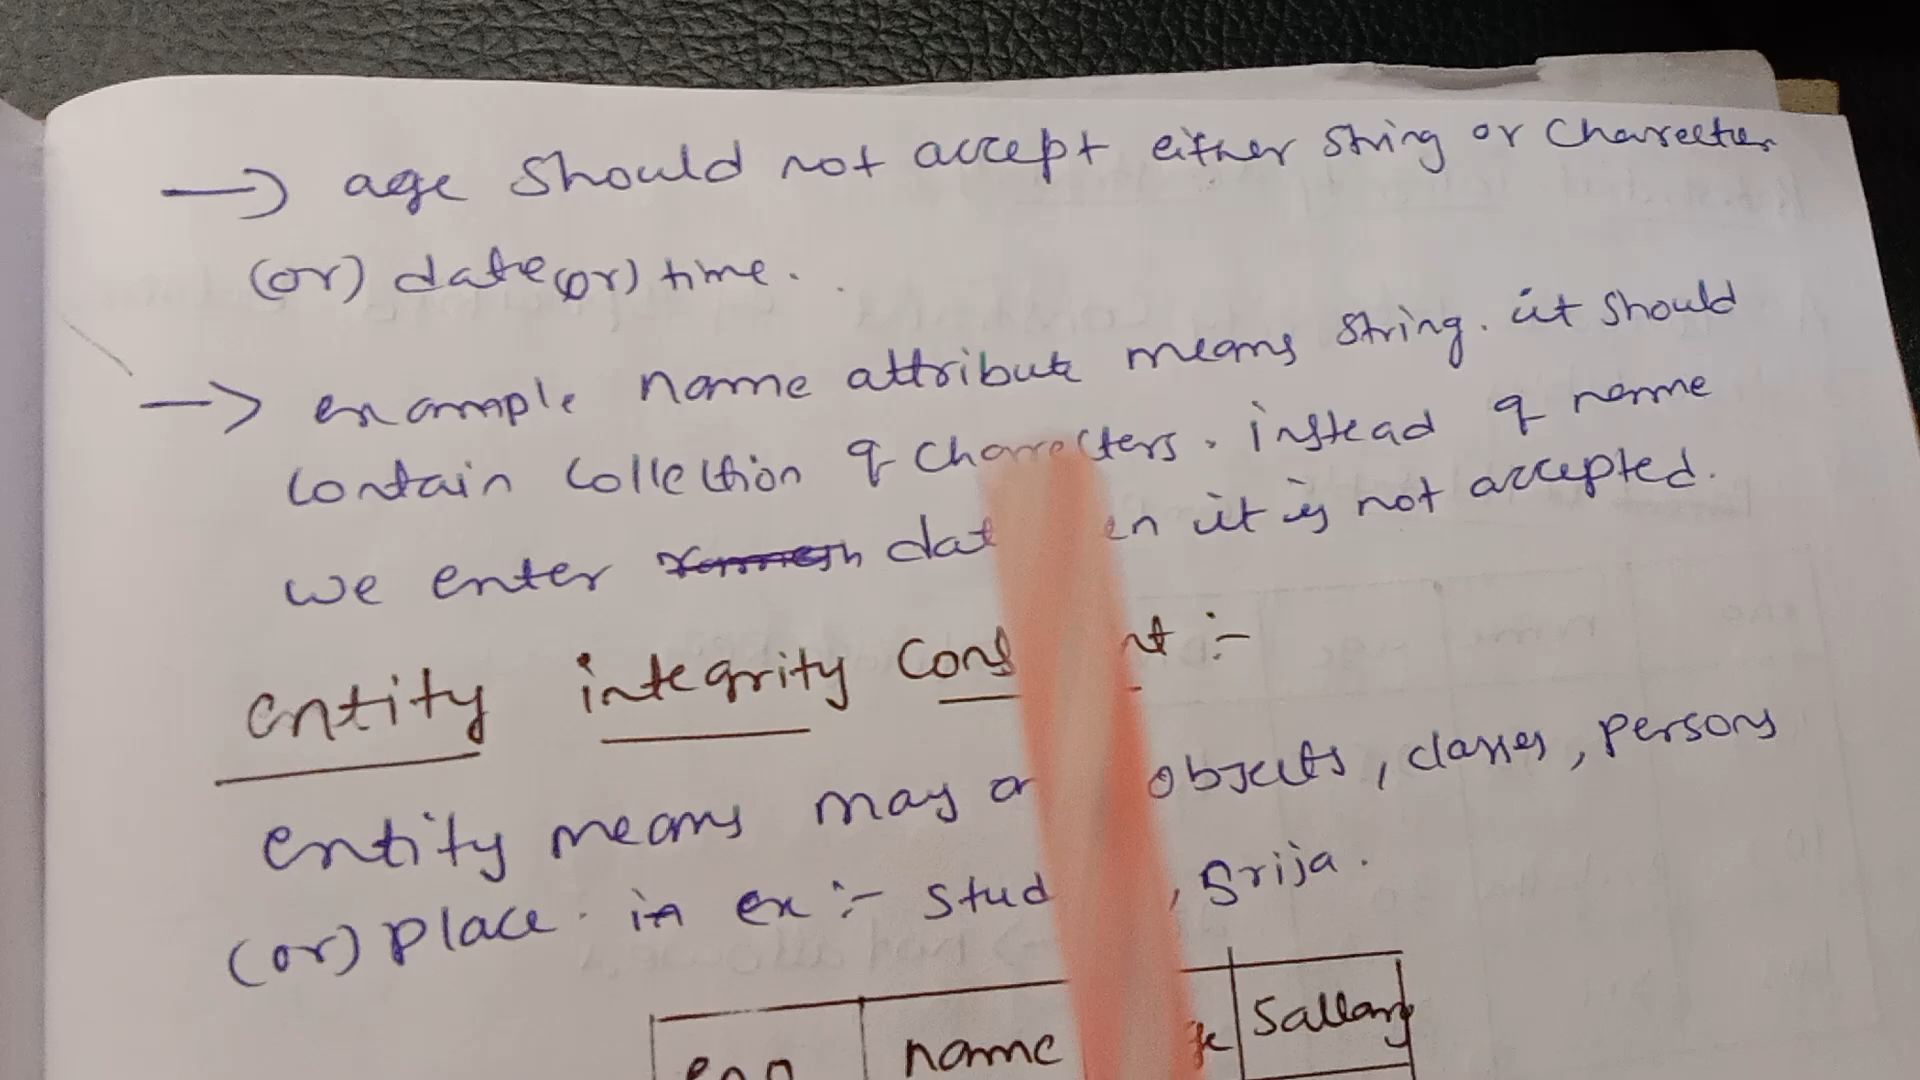 → age should not accept either string or Charecter
(or) date (or) time.
→ example name attribute means string. it should
contain collection of characters. instead of name
we enter dat en it is not accepted.
entity integrity Cons nt :-
entity means may or objects, classes, persons
(or) place. in ex :- stud , Srija.
name Sallary